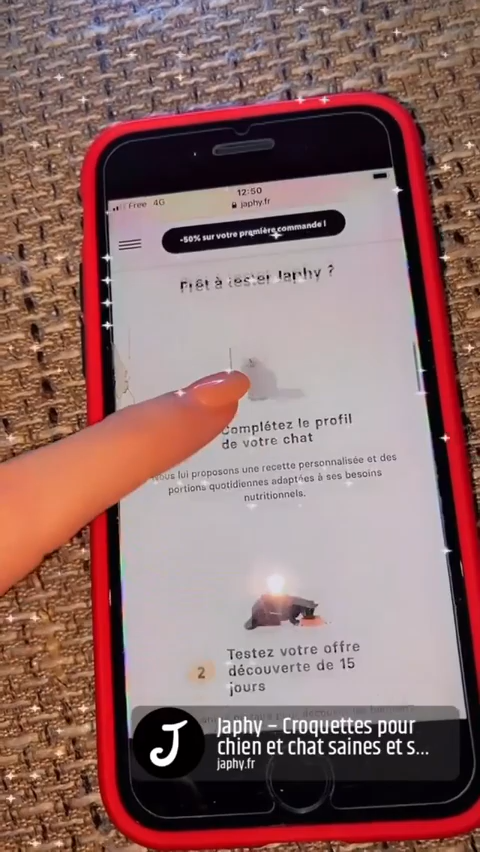 Free 4G
12:50
japhy.fr
-50% sur votre première commande !
Prêt à tester Japhy ?
Complétez le profil
de votre chat
Nous lui proposons une recette personnalisée et des
portions quotidiennes adaptées à ses besoins
nutritionnels.
2
Testez votre offre
découverte de 15
jours
Japhy – Croquettes pour
chien et chat saines et s...
japhy.fr